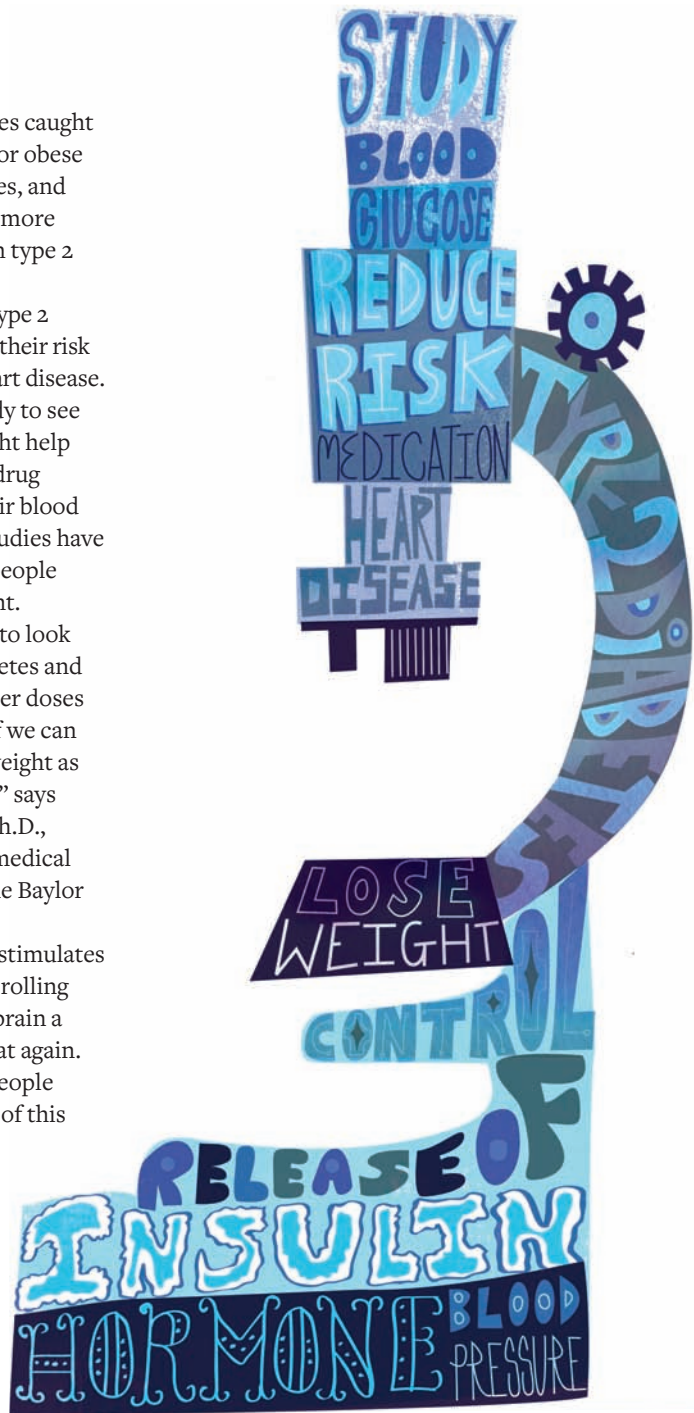 es caught
or obese
es, and
more
n type 2
ype 2
their risk
art disease.
ly to see
ght help
drug
ir blood
udies have
eople
nt.
to look
etes and
er doses
f we can
weight as
,” says
h.D.,
medical
e Baylor
stimulates
rolling
brain a
at again.
eople
of this
STUDY
BLOOD
GLUCOSE
REDUCE
RISK
MEDICATION
HEART
DISEASE
TYPE 2 DIABETES
LOSE
WEIGHT
CONTROL
RELEASE OF
INSULIN
HORMONE
BLOOD
PRESSURE